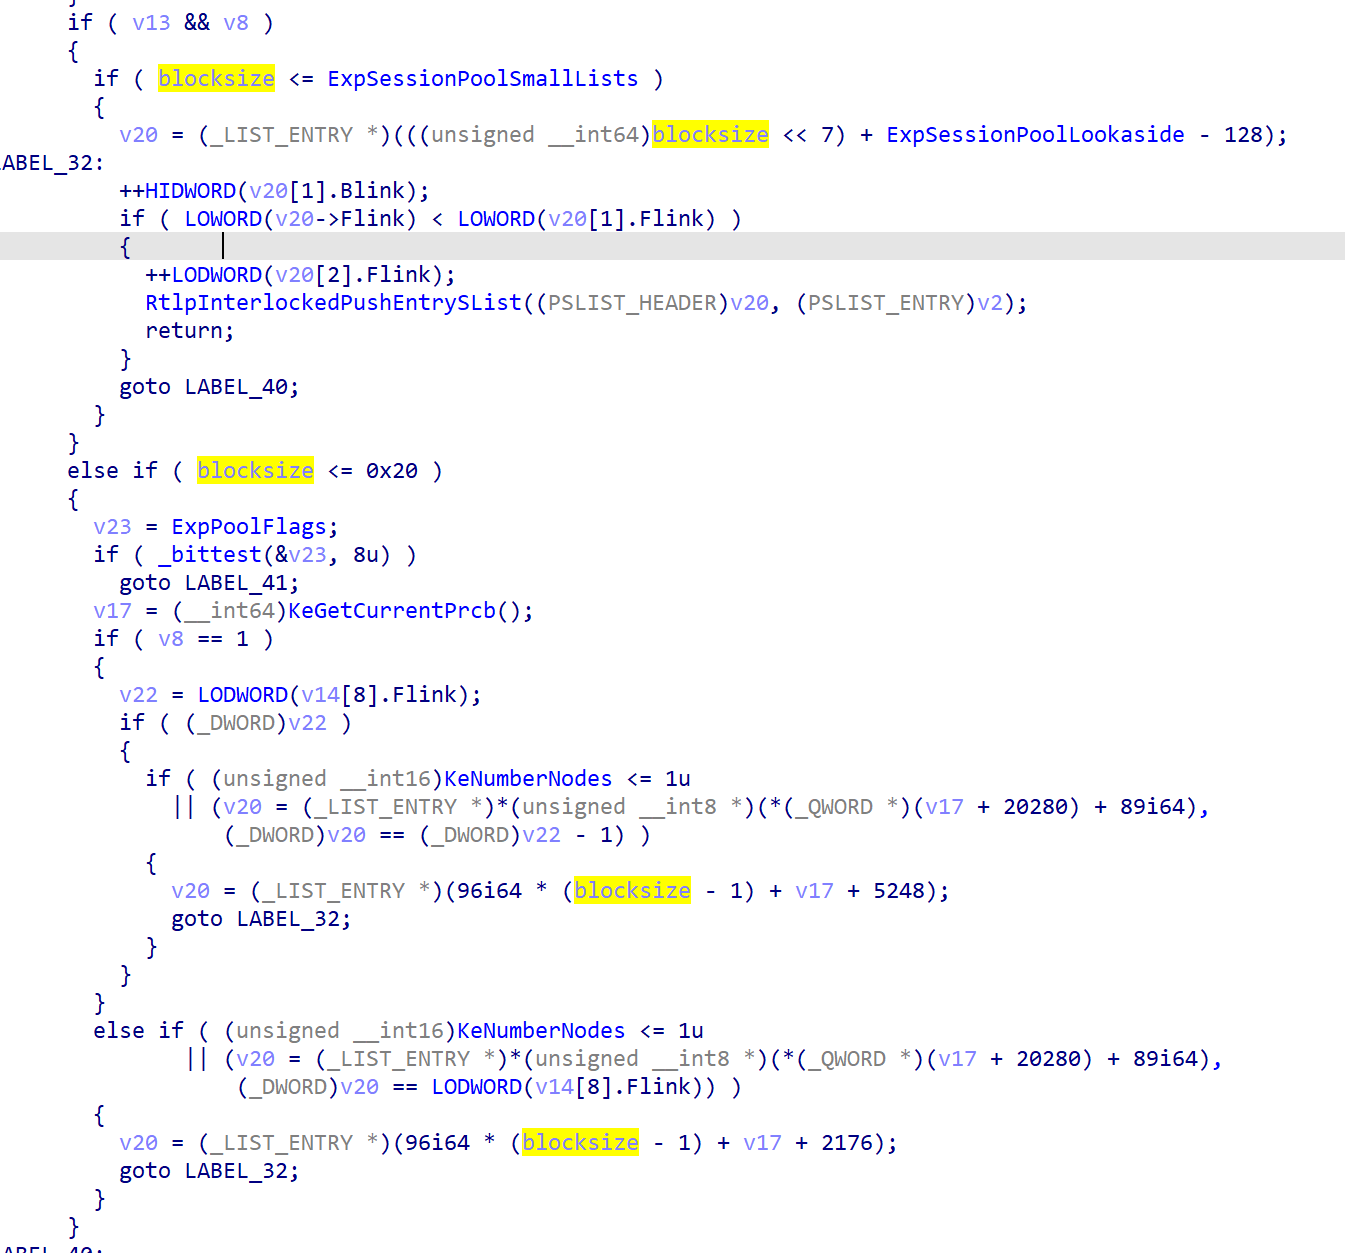 }
if ( v13 && v8 )
{
if ( blocksize <= ExpSessionPoolSmallLists )
{
v20 = (_LIST_ENTRY *)(((unsigned __int64)blocksize << 7) + ExpSessionPoolLookaside - 128);
ABEL_32:
++HIDWORD(v20[1].Blink);
if ( LOWORD(v20->Flink) < LOWORD(v20[1].Flink) )
{
++LODWORD(v20[2].Flink);
RtlpInterlockedPushEntrySList((PSLIST_HEADER)v20, (PSLIST_ENTRY)v2);
return;
}
goto LABEL_40;
}
}
else if ( blocksize <= 0x20 )
{
v23 = ExpPoolFlags;
if ( _bittest(&v23, 8u) )
goto LABEL_41;
v17 = (__int64)KeGetCurrentPrcb();
if ( v8 == 1 )
{
v22 = LODWORD(v14[8].Flink);
if ( (_DWORD)v22 )
{
if ( (unsigned __int16)KeNumberNodes <= 1u
|| (v20 = (_LIST_ENTRY *)*(unsigned __int8 *)(*(_QWORD *)(v17 + 20280) + 89i64),
(_DWORD)v20 == (_DWORD)v22 - 1) )
{
v20 = (_LIST_ENTRY *)(96i64 * (blocksize - 1) + v17 + 5248);
goto LABEL_32;
}
}
}
else if ( (unsigned __int16)KeNumberNodes <= 1u
|| (v20 = (_LIST_ENTRY *)*(unsigned __int8 *)(*(_QWORD *)(v17 + 20280) + 89i64),
(_DWORD)v20 == LODWORD(v14[8].Flink)) )
{
v20 = (_LIST_ENTRY *)(96i64 * (blocksize - 1) + v17 + 2176);
goto LABEL_32;
}
}
ABEL_40: